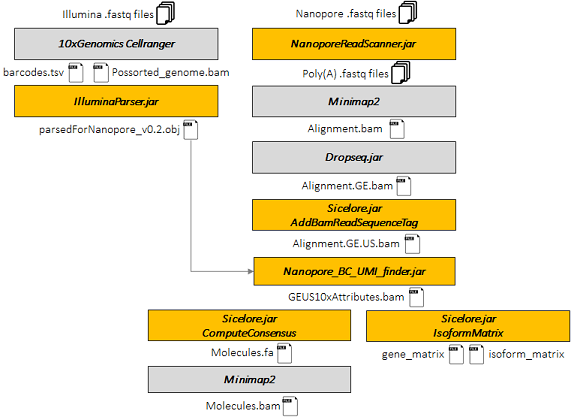 Illumina .fastq files
Nanopore .fastq files
10xGenomics Cellranger
NanoporeReadScanner.jar
barcodes.tsv
Possorted_genome.bam
Poly(A) .fastq files
IlluminaParser.jar
Minimap2
parsedForNanopore_v0.2.obj
Alignment.bam
Dropseq.jar
Alignment.GE.bam
Sicelore.jar
AddBamReadSequenceTag
Alignment.GE.US.bam
Nanopore_BC_UMI_finder.jar
GEUS10xAttributes.bam
Sicelore.jar
ComputeConsensus
Sicelore.jar
IsoformMatrix
Molecules.fa
gene_matrix
isoform_matrix
Minimap2
Molecules.bam